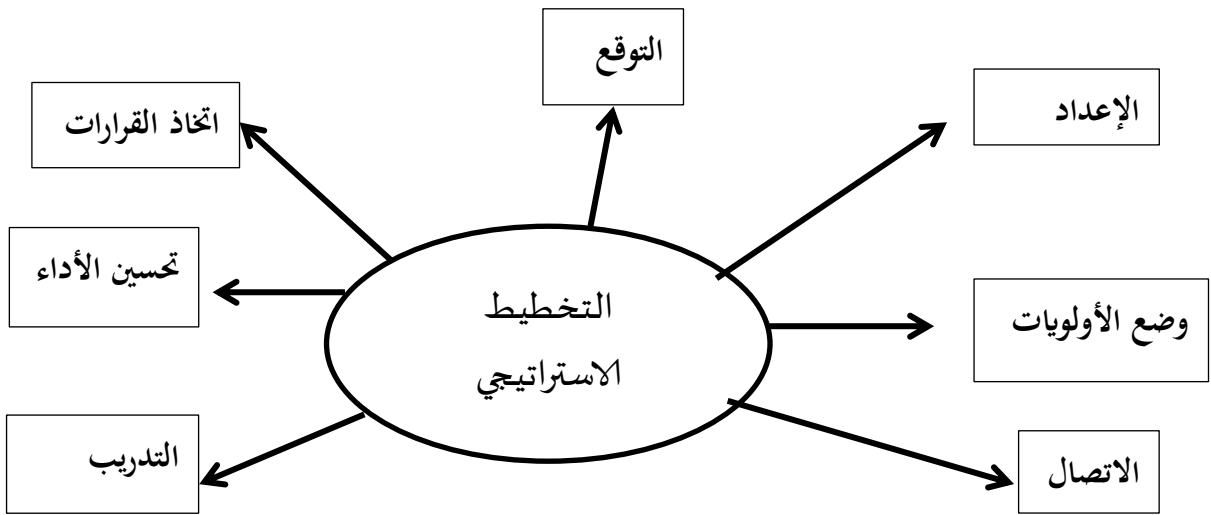 التوقع
الإعداد
اتخاذ القرارات
تحسين الأداء
التخطيط
الاستراتيجي
وضع الأولويات
التدريب
الاتصال